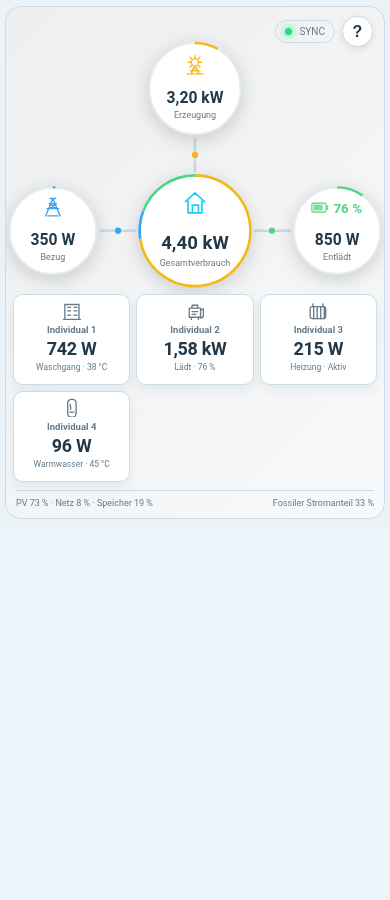 SYNC
?
3,20 kW
Erzeugung
350 W
Bezug
4,40 kW
Gesamtverbrauch
76 %
850 W
Entlädt
Individual 1
742 W
Waschgang · 38 °C
Individual 2
1,58 kW
Lädt · 76 %
Individual 3
215 W
Heizung · Aktiv
Individual 4
96 W
Warmwasser · 45 °C
PV 73 % · Netz 8 % · Speicher 19 %
Fossiler Stromanteil 33 %